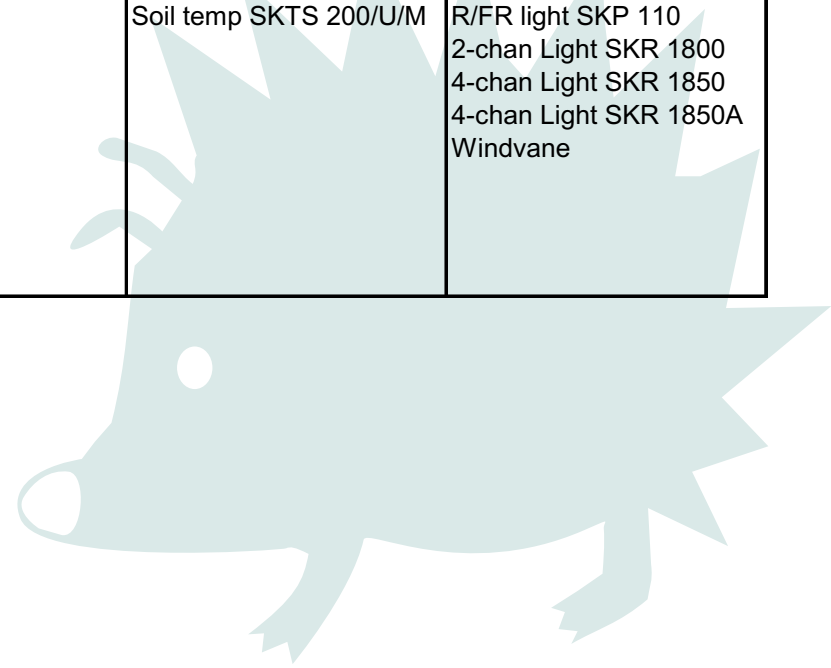 Soil temp SKTS 200/U/M
R/FR light SKP 110
2-chan Light SKR 1800
4-chan Light SKR 1850
4-chan Light SKR 1850A
Windvane